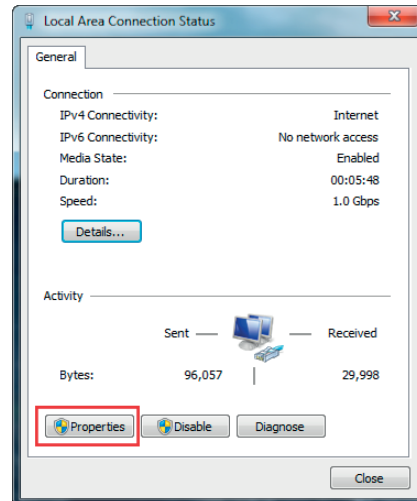 Local Area Connection Status
General
Connection
IPv4 Connectivity: Internet
IPv6 Connectivity: No network access
Media State: Enabled
Duration: 00:05:48
Speed: 1.0 Gbps
Details...
Activity
Sent Received
Bytes: 96,057 29,998
Properties Disable Diagnose
Close